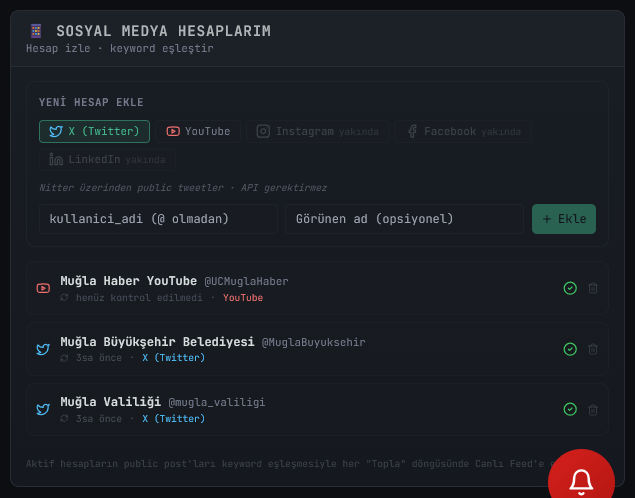 SOSYAL MEDYA HESAPLARIM
Hesap izle · keyword eşleştir
YENİ HESAP EKLE
X (Twitter) YouTube Instagram yakında Facebook yakında
LinkedIn yakında
Nitter üzerinden public tweetler · API gerektirmez
kullanici_adi (@ olmadan) Görünen ad (opsiyonel) + Ekle
Muğla Haber YouTube @UCMuglaHaber
henüz kontrol edilmedi · YouTube
Muğla Büyükşehir Belediyesi @MuglaBuyuksehir
3sa önce · X (Twitter)
Muğla Valiliği @mugla_valiligi
3sa önce · X (Twitter)
Aktif hesapların public post'ları keyword eşleşmesiyle her "Topla" döngüsünde Canlı Feed'e